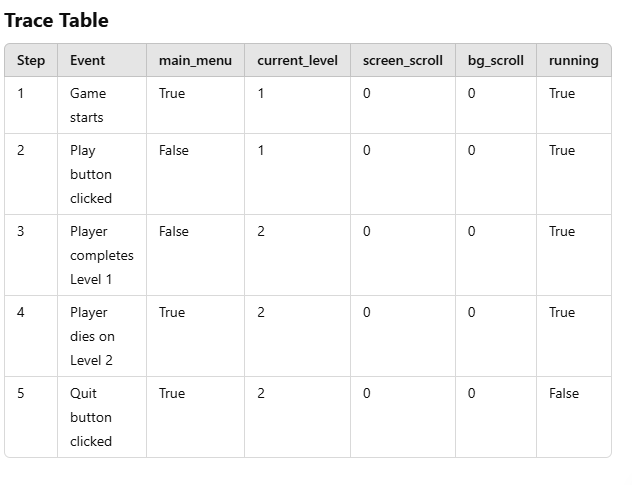 Trace Table
Step Event main_menu current_level screen_scroll bg_scroll running
1 Game True 1 0 0 True
starts
2 Play False 1 0 0 True
button
clicked
3 Player False 2 0 0 True
completes
Level 1
4 Player True 2 0 0 True
dies on
Level 2
5 Quit True 2 0 0 False
button
clicked